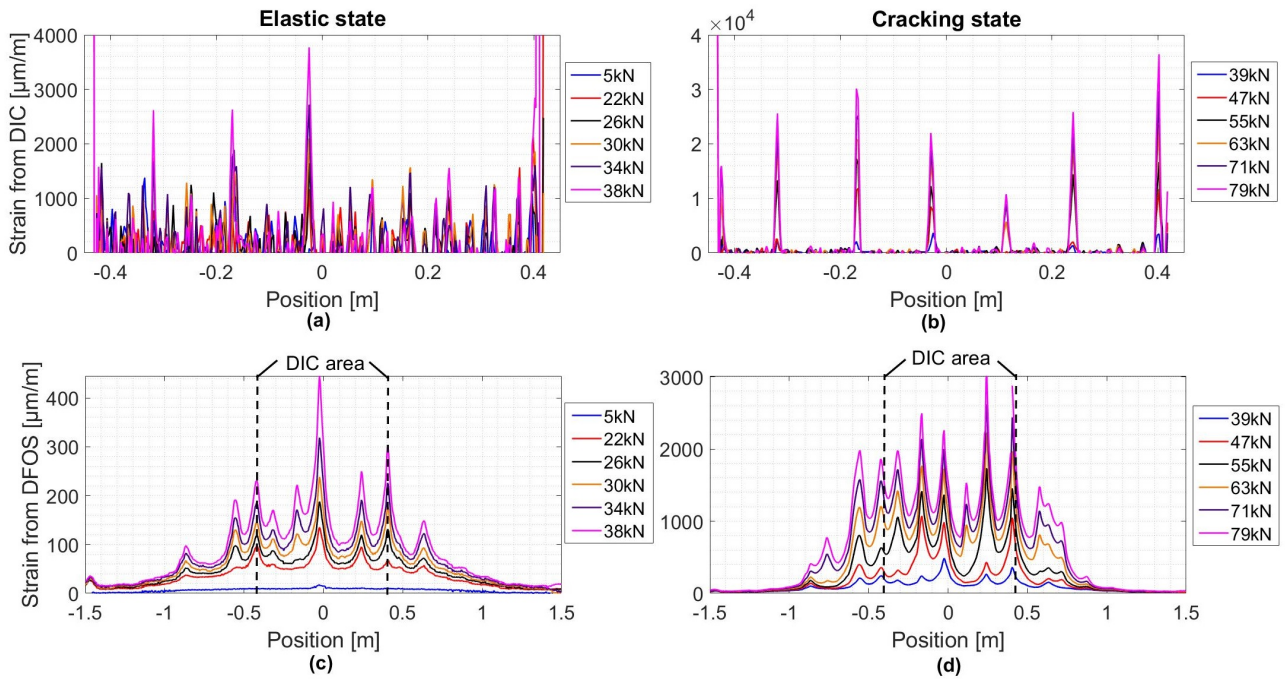 Elastic state
Strain from DIC [µm/m]
4000
3000
2000
1000
0
-0.4
-0.2
0
0.2
0.4
Position [m]
(a)
5kN
22kN
26kN
30kN
34kN
38kN
Cracking state
×10⁴
4
3
2
1
0
-0.4
-0.2
0
0.2
0.4
Position [m]
(b)
39kN
47kN
55kN
63kN
71kN
79kN
DIC area
Strain from DFOS [µm/m]
400
300
200
100
0
-1.5
-1
-0.5
0
0.5
1
1.5
Position [m]
(c)
5kN
22kN
26kN
30kN
34kN
38kN
DIC area
3000
2000
1000
0
-1.5
-1
-0.5
0
0.5
1
1.5
Position [m]
(d)
39kN
47kN
55kN
63kN
71kN
79kN